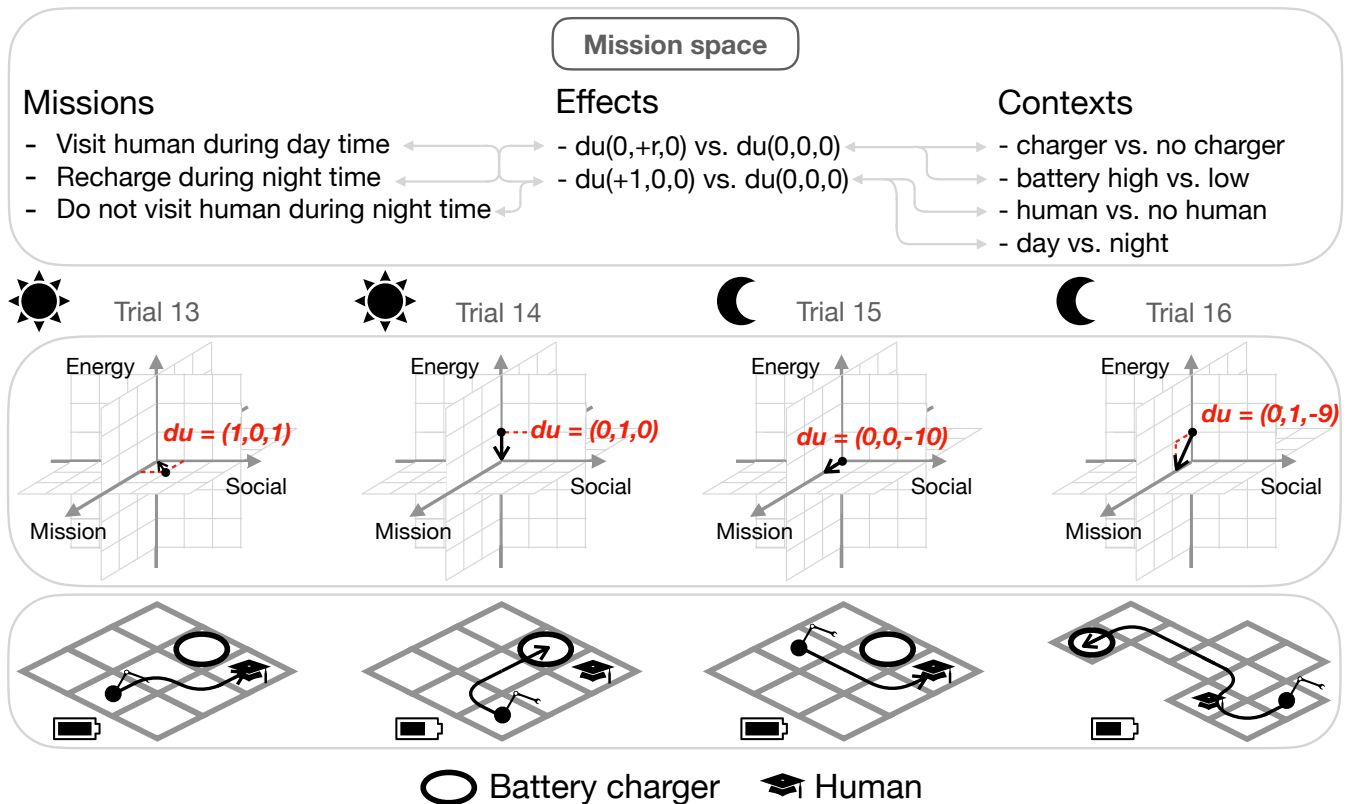 Mission space
Missions
- Visit human during day time
- Recharge during night time
- Do not visit human during night time
Effects
- du(0,+r,0) vs. du(0,0,0)
- du(+1,0,0) vs. du(0,0,0)
Contexts
- charger vs. no charger
- battery high vs. low
- human vs. no human
- day vs. night
Trial 13
Trial 14
Trial 15
Trial 16
Energy
du = (1,0,1)
Social
Mission
Energy
du = (0,1,0)
Social
Mission
Energy
du = (0,0,-10)
Social
Mission
Energy
du = (0,1,-9)
Social
Mission
Battery charger
Human